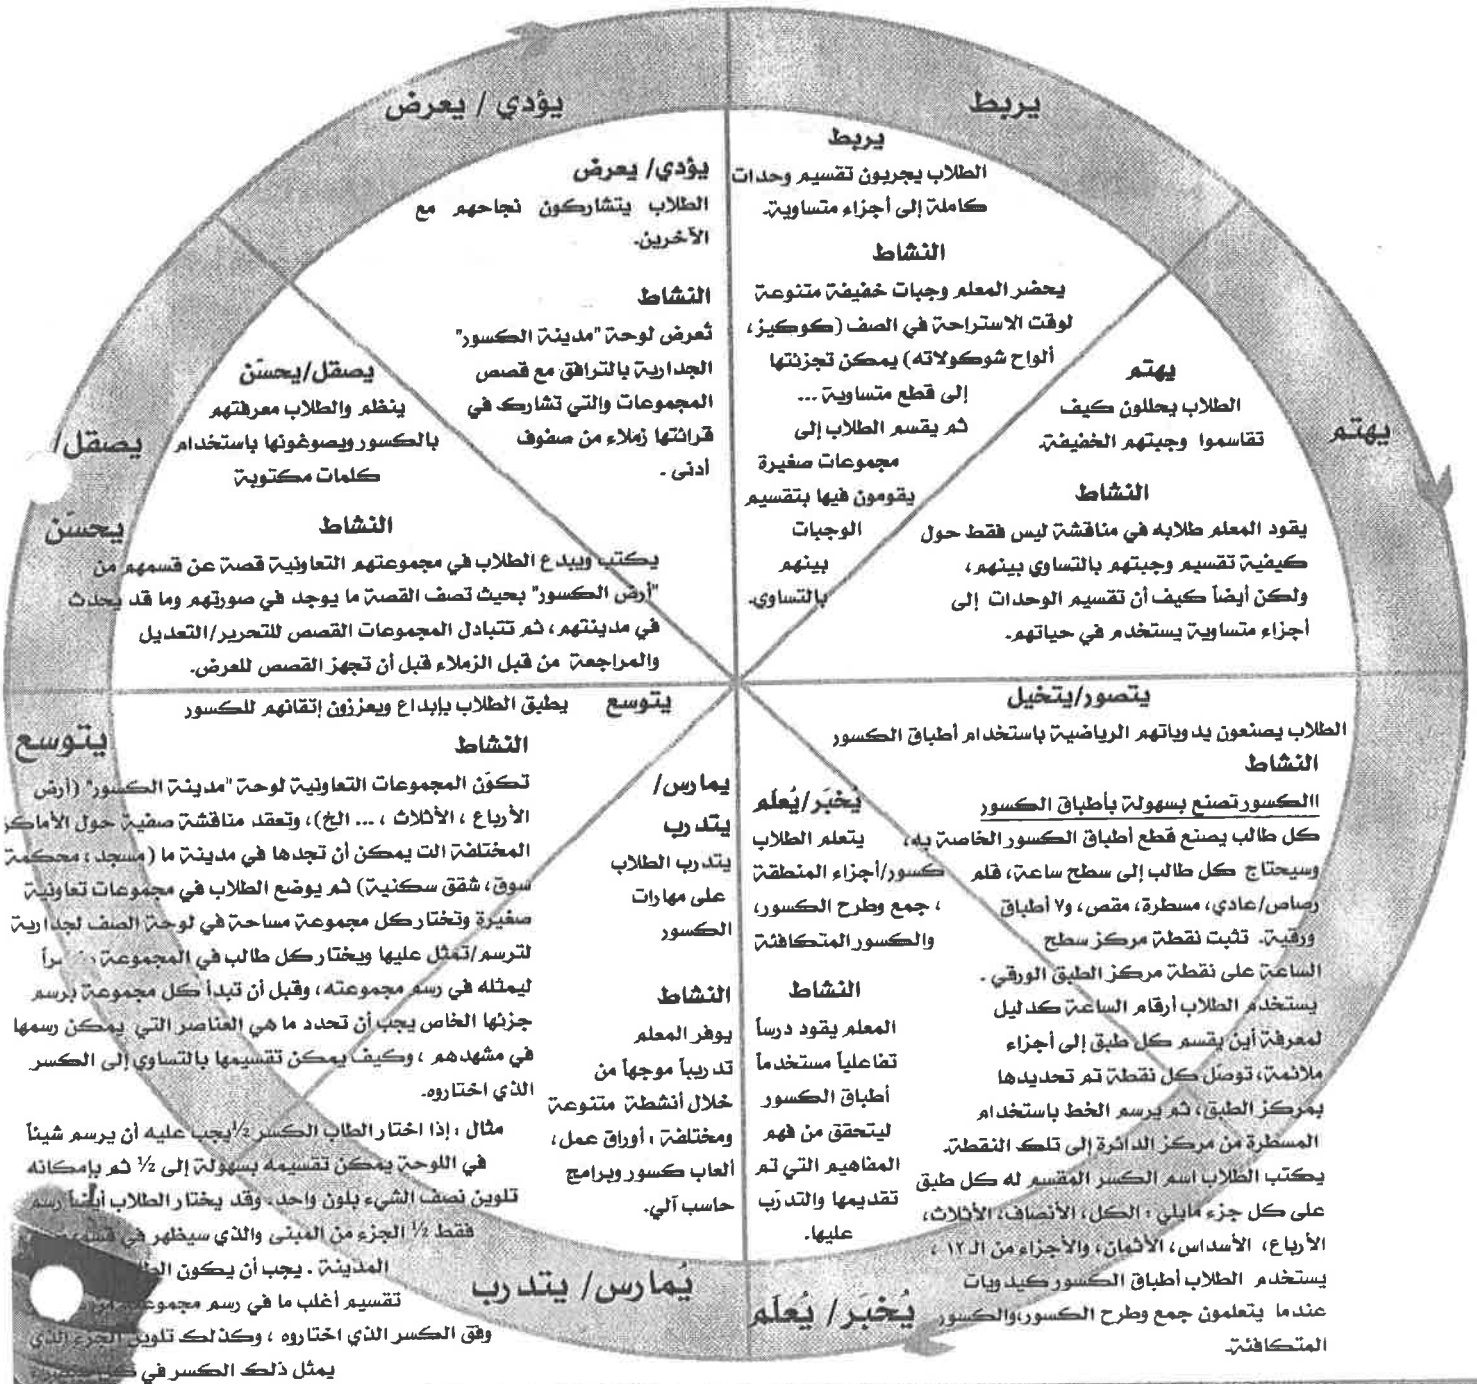 يربط
يربط
الطلاب يجربون تقسيم وحدات
كاملة إلى أجزاء متساوية.
النشاط
يحضر المعلم وجبات خفيفة متنوعة
لوقت الاستراحة في الصف (كوكيز،
ألواح شوكولاته) يمكن تجزئتها
إلى قطع متساوية ...
ثم يقسم الطلاب إلى
مجموعات صغيرة
يقومون فيها بتقسيم
الوجبات
بينهم
بالتساوي.
يهتم
يهتم
الطلاب يحللون كيف
تقاسموا وجبتهم الخفيفة.
النشاط
يقود المعلم طلابه في مناقشة ليس فقط حول
كيفية تقسيم وجبتهم بالتساوي بينهم،
ولكن أيضاً كيف أن تقسيم الوحدات إلى
أجزاء متساوية يستخدم في حياتهم.
يتصور/يتخيل
الطلاب يصنعون يدوياتهم الرياضية باستخدام أطباق الكسور
النشاط
االكسور تصنع بسهولة بأطباق الكسور
كل طالب يصنع قطع أطباق الكسور الخاصة به،
وسيحتاج كل طالب إلى سطح ساعة، قلم
رصاص/عادي، مسطرة، مقص، و٧ أطباق
ورقية. تثبت نقطة مركز سطح
الساعة على نقطة مركز الطبق الورقي.
يستخدم الطلاب أرقام الساعة كدليل
لمعرفة أين يقسم كل طبق إلى أجزاء
ملائمة، توصل كل نقطة تم تحديدها
بمركز الطبق، ثم يرسم الخط باستخدام
المسطرة من مركز الدائرة إلى تلك النقطة.
يكتب الطلاب اسم الكسر المقسم له كل طبق
على كل جزء مايلي : الكل، الأنصاف، الأثلاث،
الأرباع، الأسداس، الأثمان، والأجزاء من الـ ١٢ ،
يستخدم الطلاب أطباق الكسور كيدويات
عندما يتعلمون جمع وطرح الكسور،والكسور
المتكافئة.
يُخبَر/يُعلَم
يتعلم الطلاب
كسور/أجزاء المنطقة
، جمع وطرح الكسور،
والكسور المتكافئة
النشاط
المعلم يقود درساً
تفاعلياً مستخدماً
أطباق الكسور
ليتحقق من فهم
المفاهيم التي تم
تقديمها والتدرّب
عليها.
يُخبَر/ يُعلَم
يمارس/
يتدرب
يتدرب الطلاب
على مهارات
الكسور
النشاط
يوفر المعلم
تدريباً موجهاً من
خلال أنشطة متنوعة
ومختلفة : أوراق عمل،
ألعاب كسور وبرامج
حاسب آلي.
يُمارس/ يتدرب
يتوسع
يتوسع يطبق الطلاب بإبداع ويعززون إتقانهم للكسور
النشاط
تكوّن المجموعات التعاونية لوحة "مدينة الكسور" (أرض
الأرباع ، الأثلاث ، ... الخ)، وتعقد مناقشة صفية حول الأماكن
المختلفة الت يمكن أن تجدها في مدينة ما ( مسجد ، محكمة
سوق، شقق سكنية) ثم يوضع الطلاب في مجموعات تعاونية
صغيرة وتختار كل مجموعة مساحة في لوحة الصف لجدارية
لترسم/تمثل عليها ويختار كل طالب في المجموعة
ليمثله في رسم مجموعته ، وقبل أن تبدأ كل مجموعة برسم
جزئها الخاص يجب أن تحدد ما هي العناصر التي يمكن رسمها
في مشهدهم ، وكيف يمكن تقسيمها بالتساوي إلى الكسر
الذي اختاروه.
مثال : إذا اختار الطاب الكسر ½ يجب عليه أن يرسم شيئاً
في اللوحة يمكن تقسيمه بسهولة إلى ½ ثم بإمكانه
تلوين نصف الشيء بلون واحد. وقد يختار الطلاب أيضاً رسم
فقط ½ الجزء من المبنى والذي سيظهر في
المدينة . يجب أن يكون
تقسيم أغلب ما في رسم
وفق الكسر الذي اختاروه ، وكذلك تلوين الجزء الذي
يمثل ذلك الكسر في
يصقل/
يحسّن
يصقل/يحسّن
ينظم والطلاب معرفتهم
بالكسور ويصوغونها باستخدام
كلمات مكتوبة
النشاط
يكتب ويبدع الطلاب في مجموعتهم التعاونية قصة عن قسمهم من
"أرض الكسور" بحيث تصف القصة ما يوجد في صورتهم وما قد يحدث
في مدينتهم، ثم تتبادل المجموعات القصص للتحرير/التعديل
والمراجعة من قبل الزملاء قبل أن تجهز القصص للعرض.
يؤدي / يعرض
يؤدي/ يعرض
الطلاب يتشاركون نجاحهم مع
الآخرين.
النشاط
تُعرض لوحة "مدينة الكسور"
الجدارية بالترافق مع قصص
المجموعات والتي تشارك في
قرائتها زملاء من صفوف
أدنى .